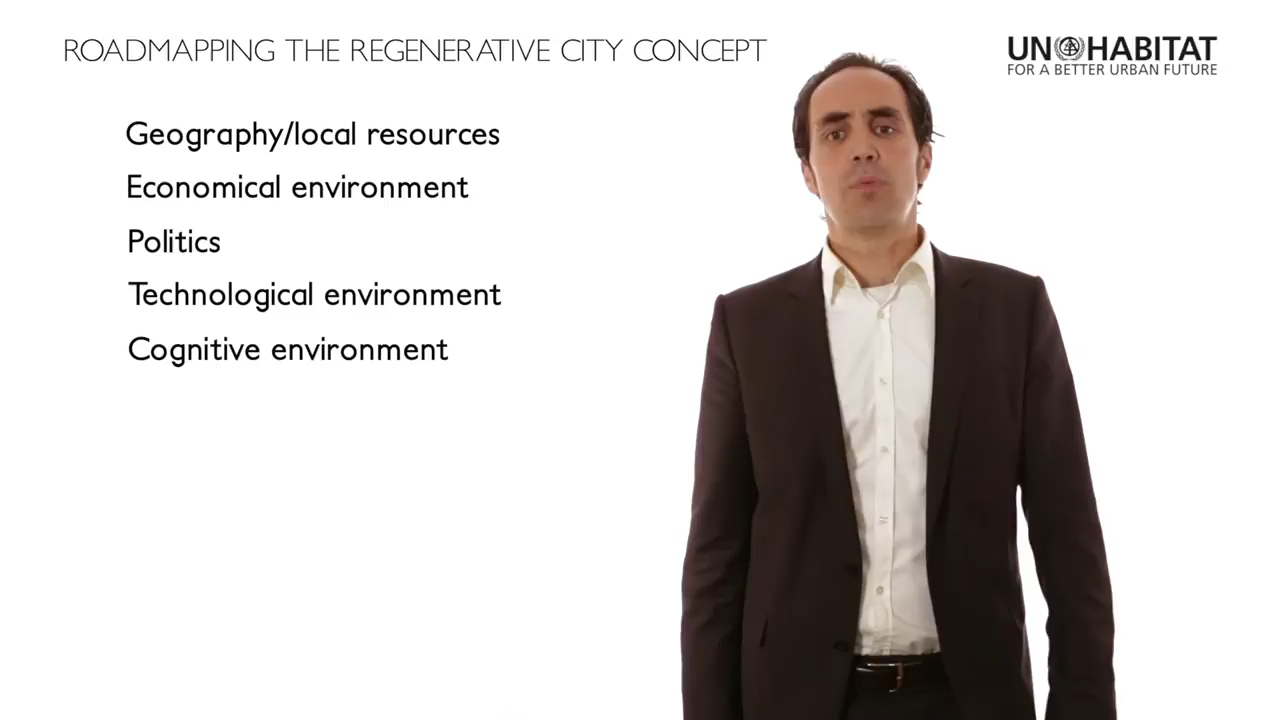 ROADMAPPING THE REGENERATIVE CITY CONCEPT
UN HABITAT
FOR A BETTER URBAN FUTURE
Geography/local resources
Economical environment
Politics
Technological environment
Cognitive environment